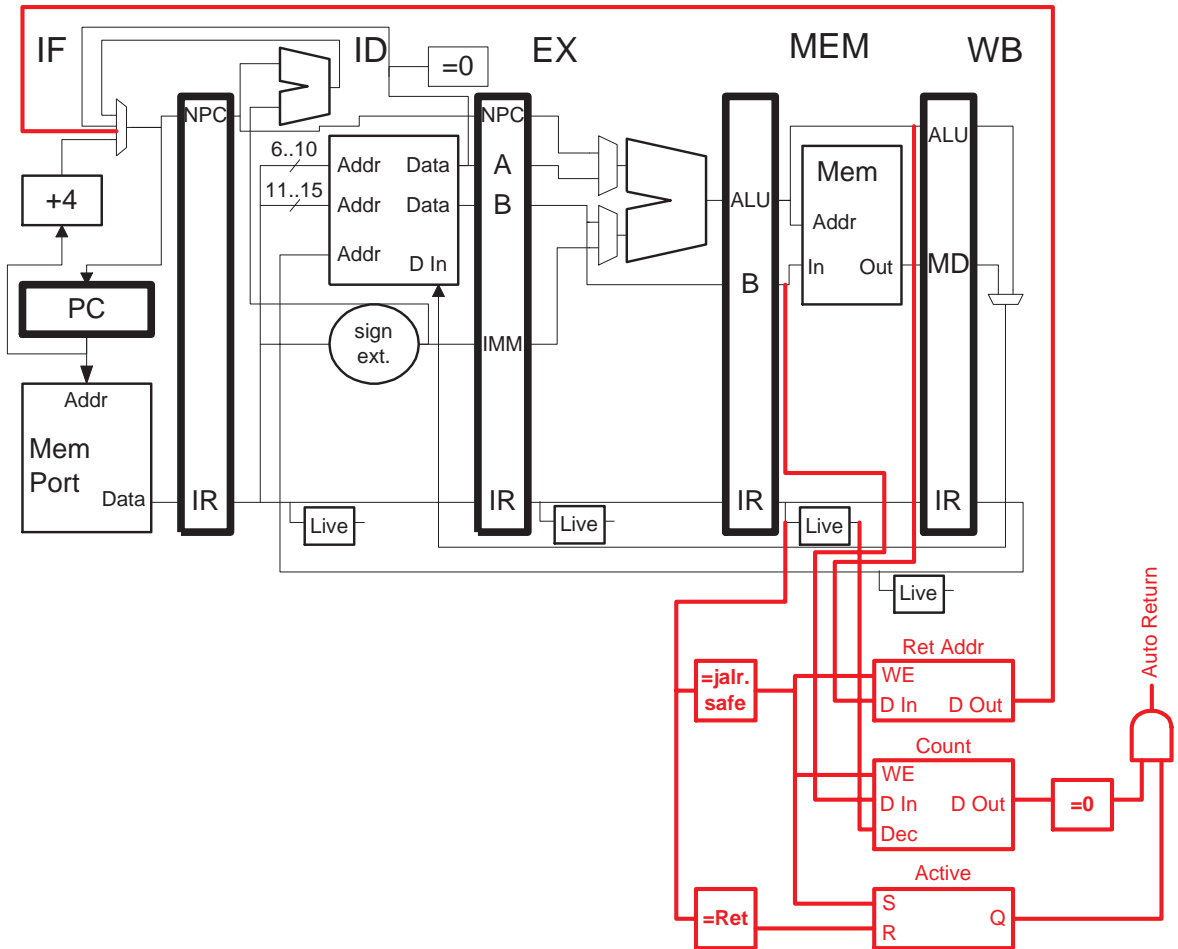 IF
ID
EX
MEM
WB
=0
+4
PC
Addr
Mem
Port
Data
NPC
IR
6..10
11..15
Addr
Data
Addr
Data
Addr
D In
sign
ext.
Live
NPC
A
B
IMM
IR
Live
ALU
B
IR
Live
Mem
Addr
In
Out
ALU
MD
IR
Live
=jalr.
safe
=Ret
Ret Addr
WE
D In
D Out
Count
WE
D In
D Out
Dec
=0
Active
S
R
Q
Auto Return